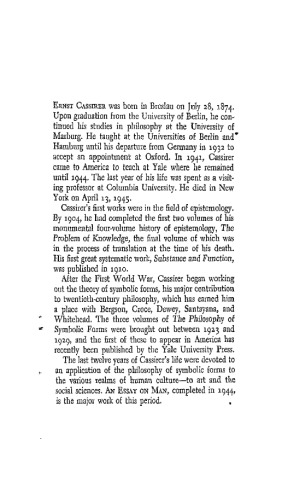 ERNST CASSIRER was born in Breslau on July 28, 1874.
Upon graduation from the University of Berlin, he con-
tinued his studies in philosophy at the University of
Marburg. He taught at the Universities of Berlin and
Hamburg until his departure from Germany in 1932 to
accept an appointment at Oxford. In 1941, Cassirer
came to America to teach at Yale where he remained
until 1944. The last year of his life was spent as a visit-
ing professor at Columbia University. He died in New
York on April 13, 1945.
Cassirer's first works were in the field of epistemology.
By 1904, he had completed the first two volumes of his
monumental four-volume history of epistemology, The
Problem of Knowledge, the final volume of which was
in the process of translation at the time of his death.
His first great systematic work, Substance and Function,
was published in 1910.
After the First World War, Cassirer began working
out the theory of symbolic forms, his major contribution
to twentieth-century philosophy, which has earned him
a place with Bergson, Croce, Dewey, Santayana, and
Whitehead. The three volumes of The Philosophy of
Symbolic Forms were brought out between 1923 and
1929, and the first of these to appear in America has
recently been published by the Yale University Press.
The last twelve years of Cassirer's life were devoted to
an application of the philosophy of symbolic forms to
the various realms of human culture—to art and the
social sciences. AN ESSAY ON MAN, completed in 1944,
is the major work of this period.